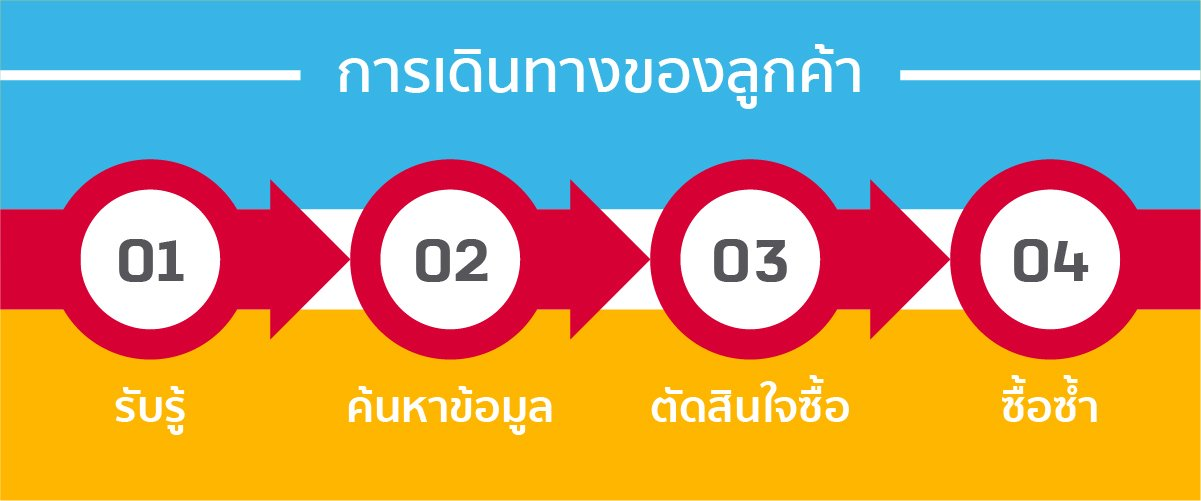 การเดินทางของลูกค้า
01 02 03 04
รับรู้ ค้นหาข้อมูล ตัดสินใจซื้อ ซื้อซ้ำ